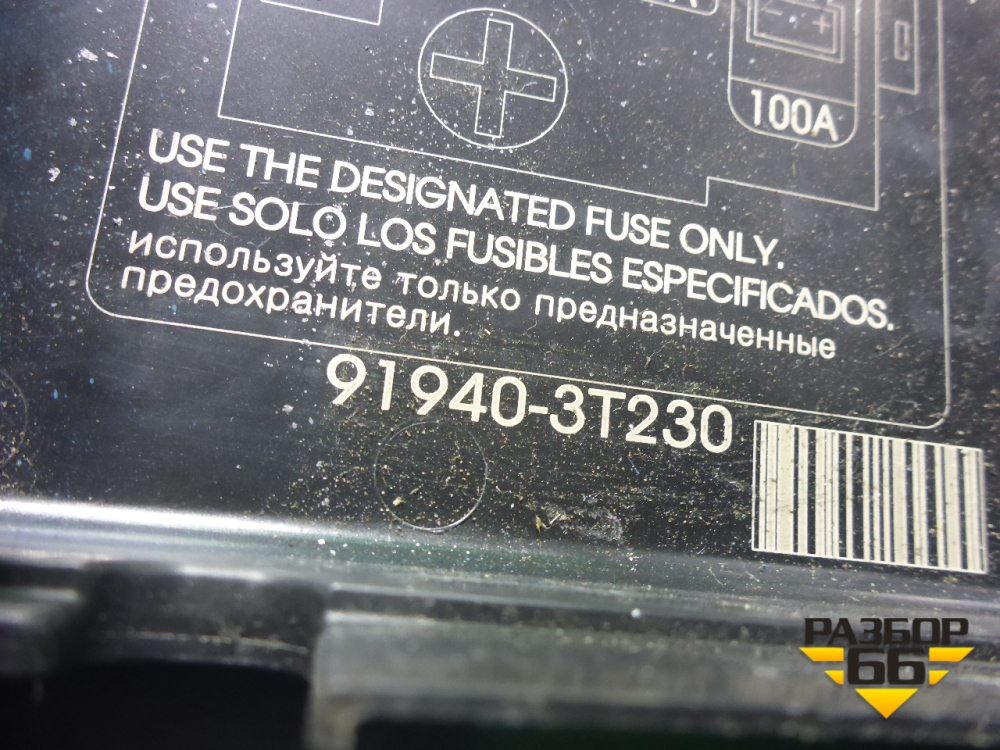 100A
USE THE DESIGNATED FUSE ONLY.
USE SOLO LOS FUSIBLES ESPECIFICADOS.
используйте только предназначенные
предохранители.
91940-3T230
РАЗБОР
66